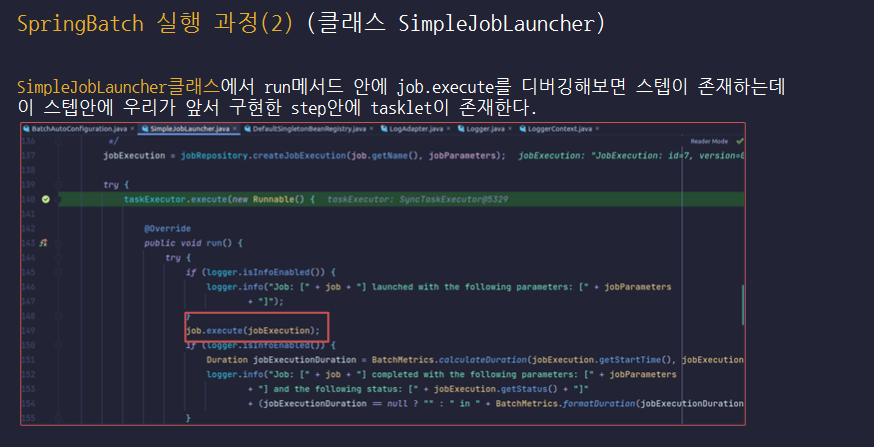 SpringBatch 실행 과정(2) (클래스 SimpleJobLauncher)
SimpleJobLauncher클래스에서 run메서드 안에 job.execute를 디버깅해보면 스텝이 존재하는데
이 스텝안에 우리가 앞서 구현한 step안에 tasklet이 존재한다.
BatchAutoConfiguration.java × SimpleJobLauncher.java × DefaultSingletonBeanRegistry.java × LogAdapter.java × Logger.java × LoggerContext.java ×
136 */ Reader Mode
137 jobExecution = jobRepository.createJobExecution(job.getName(), jobParameters); jobExecution: "JobExecution: id=7, version=0
138
139 try {
140 taskExecutor.execute(new Runnable() { taskExecutor: SyncTaskExecutor@5329
141
142 @Override
143 public void run() {
144 try {
145 if (logger.isInfoEnabled()) {
146 logger.info("Job: [" + job + "] launched with the following parameters: [" + jobParameters
147 + "]");
148 }
149 job.execute(jobExecution);
150 if (logger.isInfoEnabled()) {
151 Duration jobExecutionDuration = BatchMetrics.calculateDuration(jobExecution.getStartTime(), jobExecution
152 logger.info("Job: [" + job + "] completed with the following parameters: [" + jobParameters
153 + "] and the following status: [" + jobExecution.getStatus() + "]"
154 + (jobExecutionDuration == null ? "" : " in " + BatchMetrics.formatDuration(jobExecutionDuration
155 }